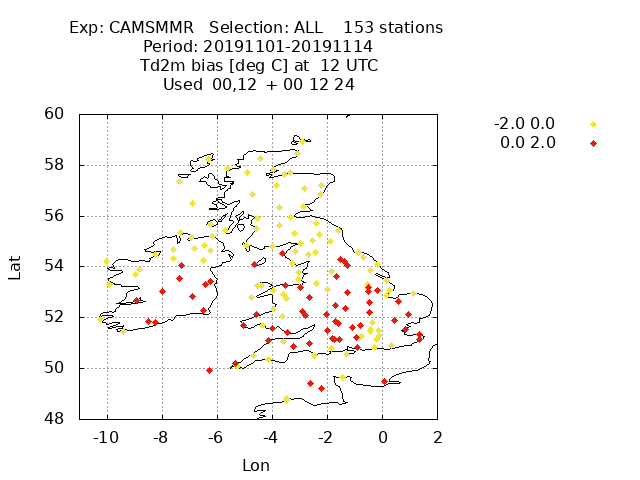 Exp: CAMSMMR   Selection: ALL    153 stations
Period: 20191101-20191114
Td2m bias [deg C] at  12 UTC
Used  00,12  + 00 12 24
-2.0 0.0
0.0 2.0
60
58
56
54
52
50
48
-10 -8 -6 -4 -2 0 2
Lat
Lon